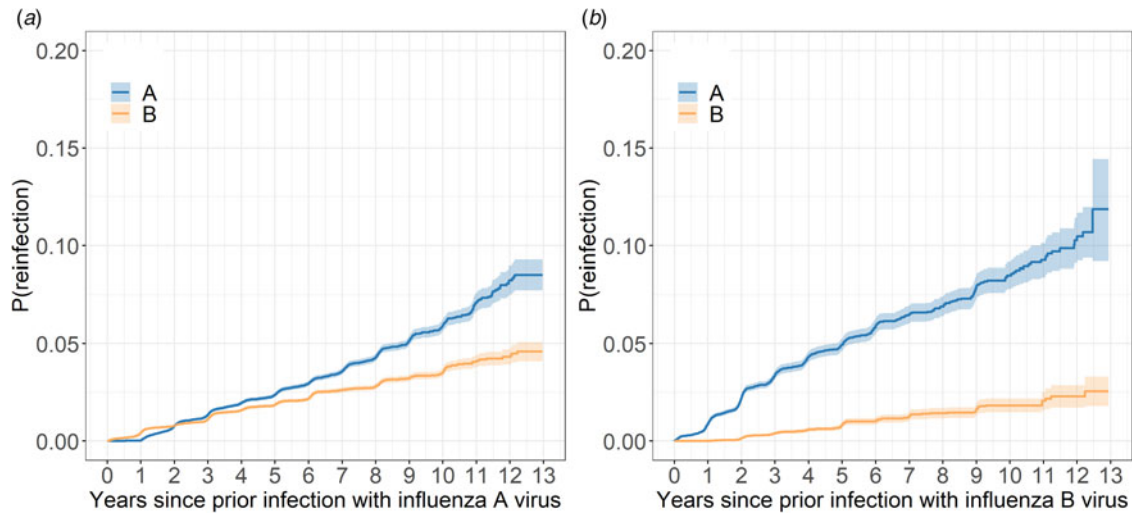 (a)
0.20
0.15
0.10
0.05
0.00
P(reinfection)
A
B
0 1 2 3 4 5 6 7 8 9 10 11 12 13
Years since prior infection with influenza A virus
(b)
0.20
0.15
0.10
0.05
0.00
P(reinfection)
A
B
0 1 2 3 4 5 6 7 8 9 10 11 12 13
Years since prior infection with influenza B virus